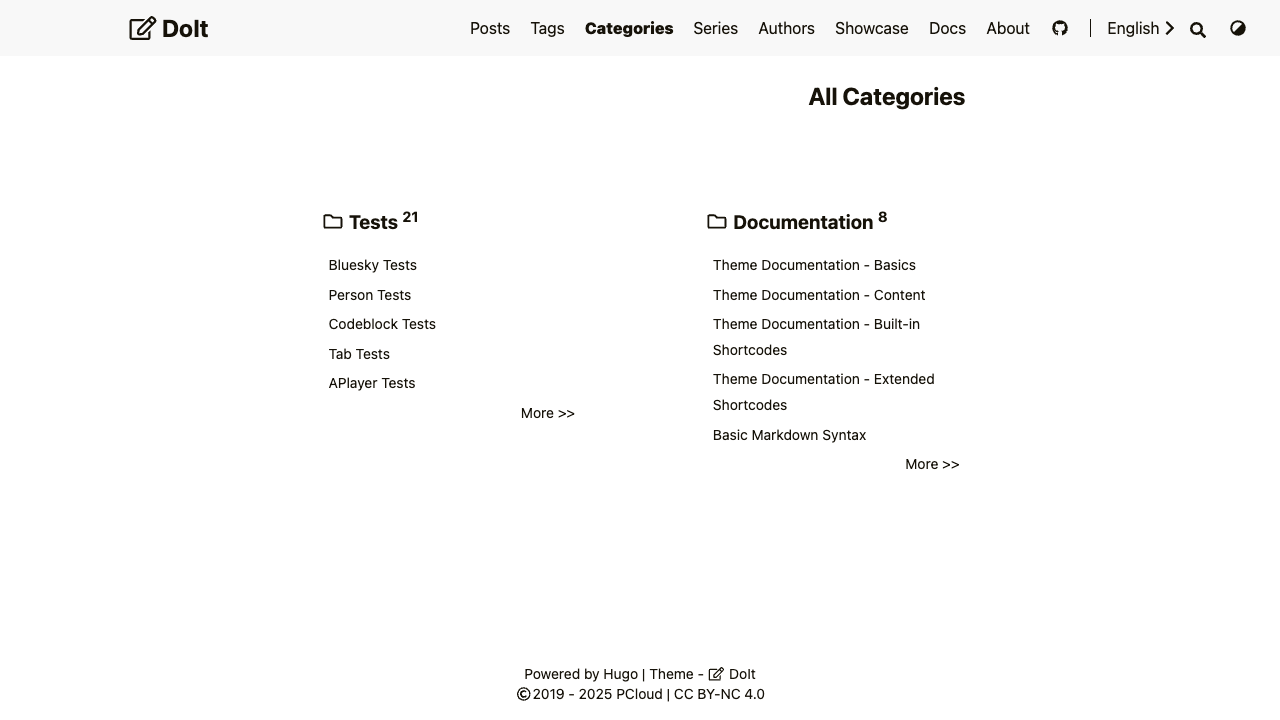 DoIt
Posts Tags Categories Series Authors Showcase Docs About English
All Categories
Tests 21
Bluesky Tests
Person Tests
Codeblock Tests
Tab Tests
APlayer Tests
More >>
Documentation 8
Theme Documentation - Basics
Theme Documentation - Content
Theme Documentation - Built-in
Shortcodes
Theme Documentation - Extended
Shortcodes
Basic Markdown Syntax
More >>
Powered by Hugo | Theme - DoIt
© 2019 - 2025 PCloud | CC BY-NC 4.0